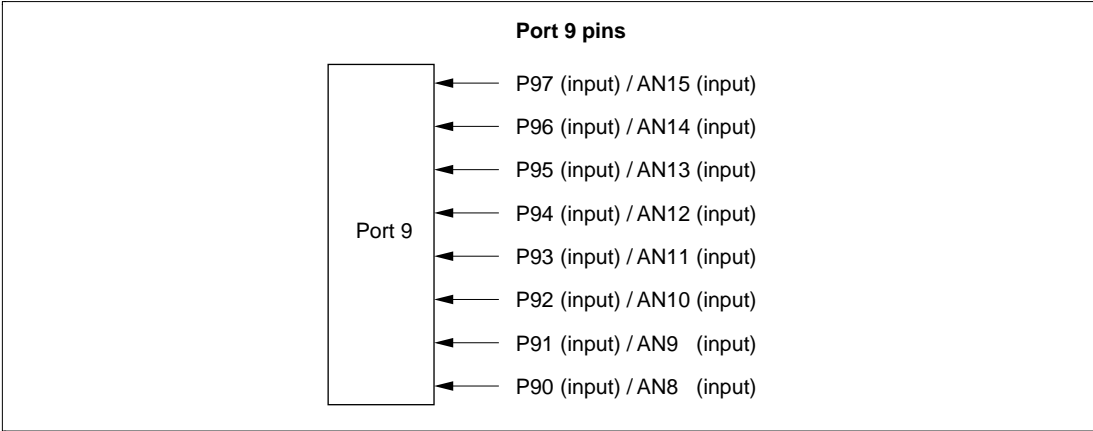 Port 9 pins
P97 (input) / AN15 (input)
P96 (input) / AN14 (input)
P95 (input) / AN13 (input)
P94 (input) / AN12 (input)
Port 9
P93 (input) / AN11 (input)
P92 (input) / AN10 (input)
P91 (input) / AN9 (input)
P90 (input) / AN8 (input)